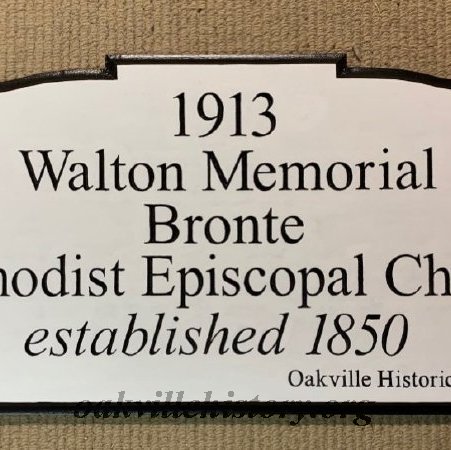 1913
Walton Memorial
Bronte
hodist Episcopal Ch
established 1850
Oakville Historic
oakvillehistory.org